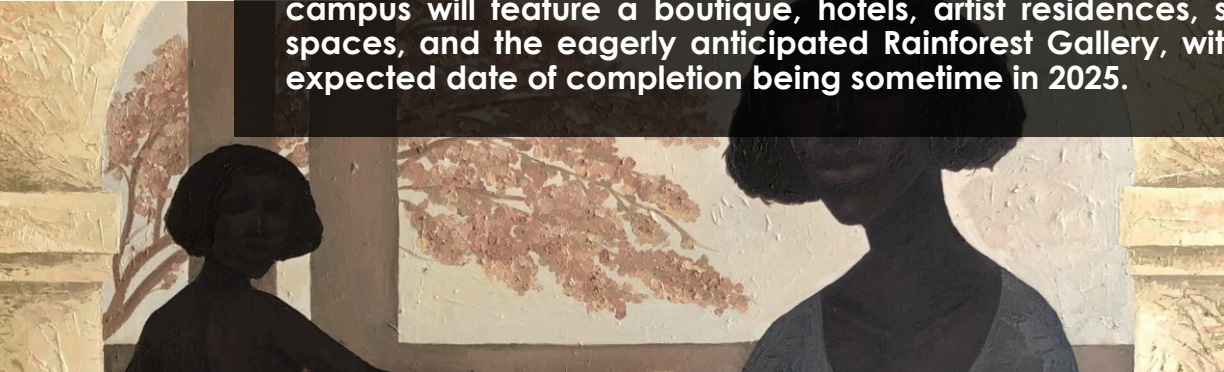 campus will feature a boutique, hotels, artist residences,
spaces, and the eagerly anticipated Rainforest Gallery,
expected date of completion being sometime in 2025.